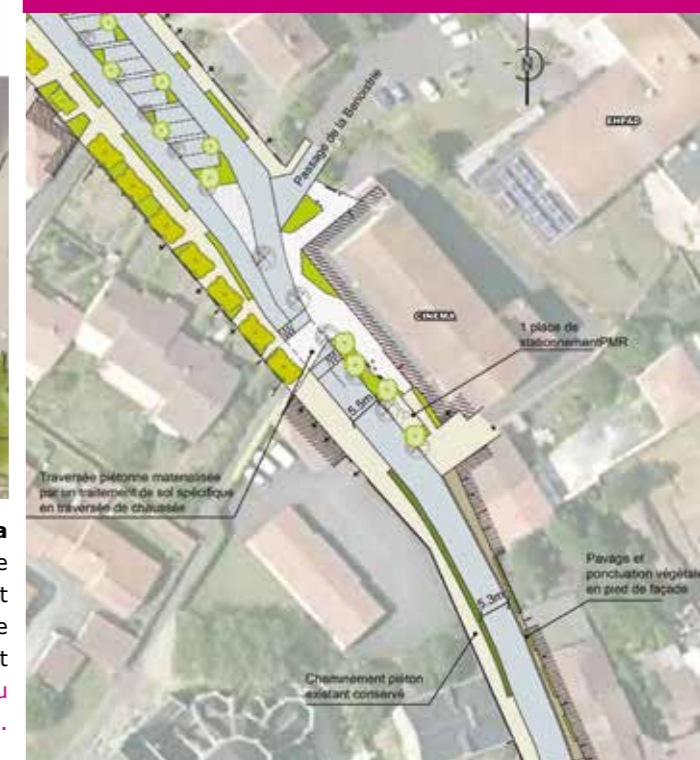 N
Passage de la Benoistrie
EHPAD
CINEMA
1 place de
stationnementPMR
5.5m
Traversée piétonne matérialisée
par un traitement de sol spécifique
en traversée de chaussée
Pavage et
ponctuation végétale
en pied de façade
5.3m
Cheminement piéton
existant conservé
a
e
t
e
t
u
.